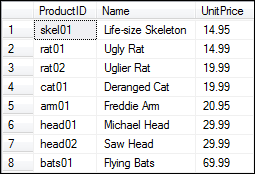 ProductID Name UnitPrice
1 skel01 Life-size Skeleton 14.95
2 rat01 Ugly Rat 14.99
3 rat02 Uglier Rat 19.99
4 cat01 Deranged Cat 19.99
5 arm01 Freddie Arm 20.95
6 head01 Michael Head 29.99
7 head02 Saw Head 29.99
8 bats01 Flying Bats 69.99